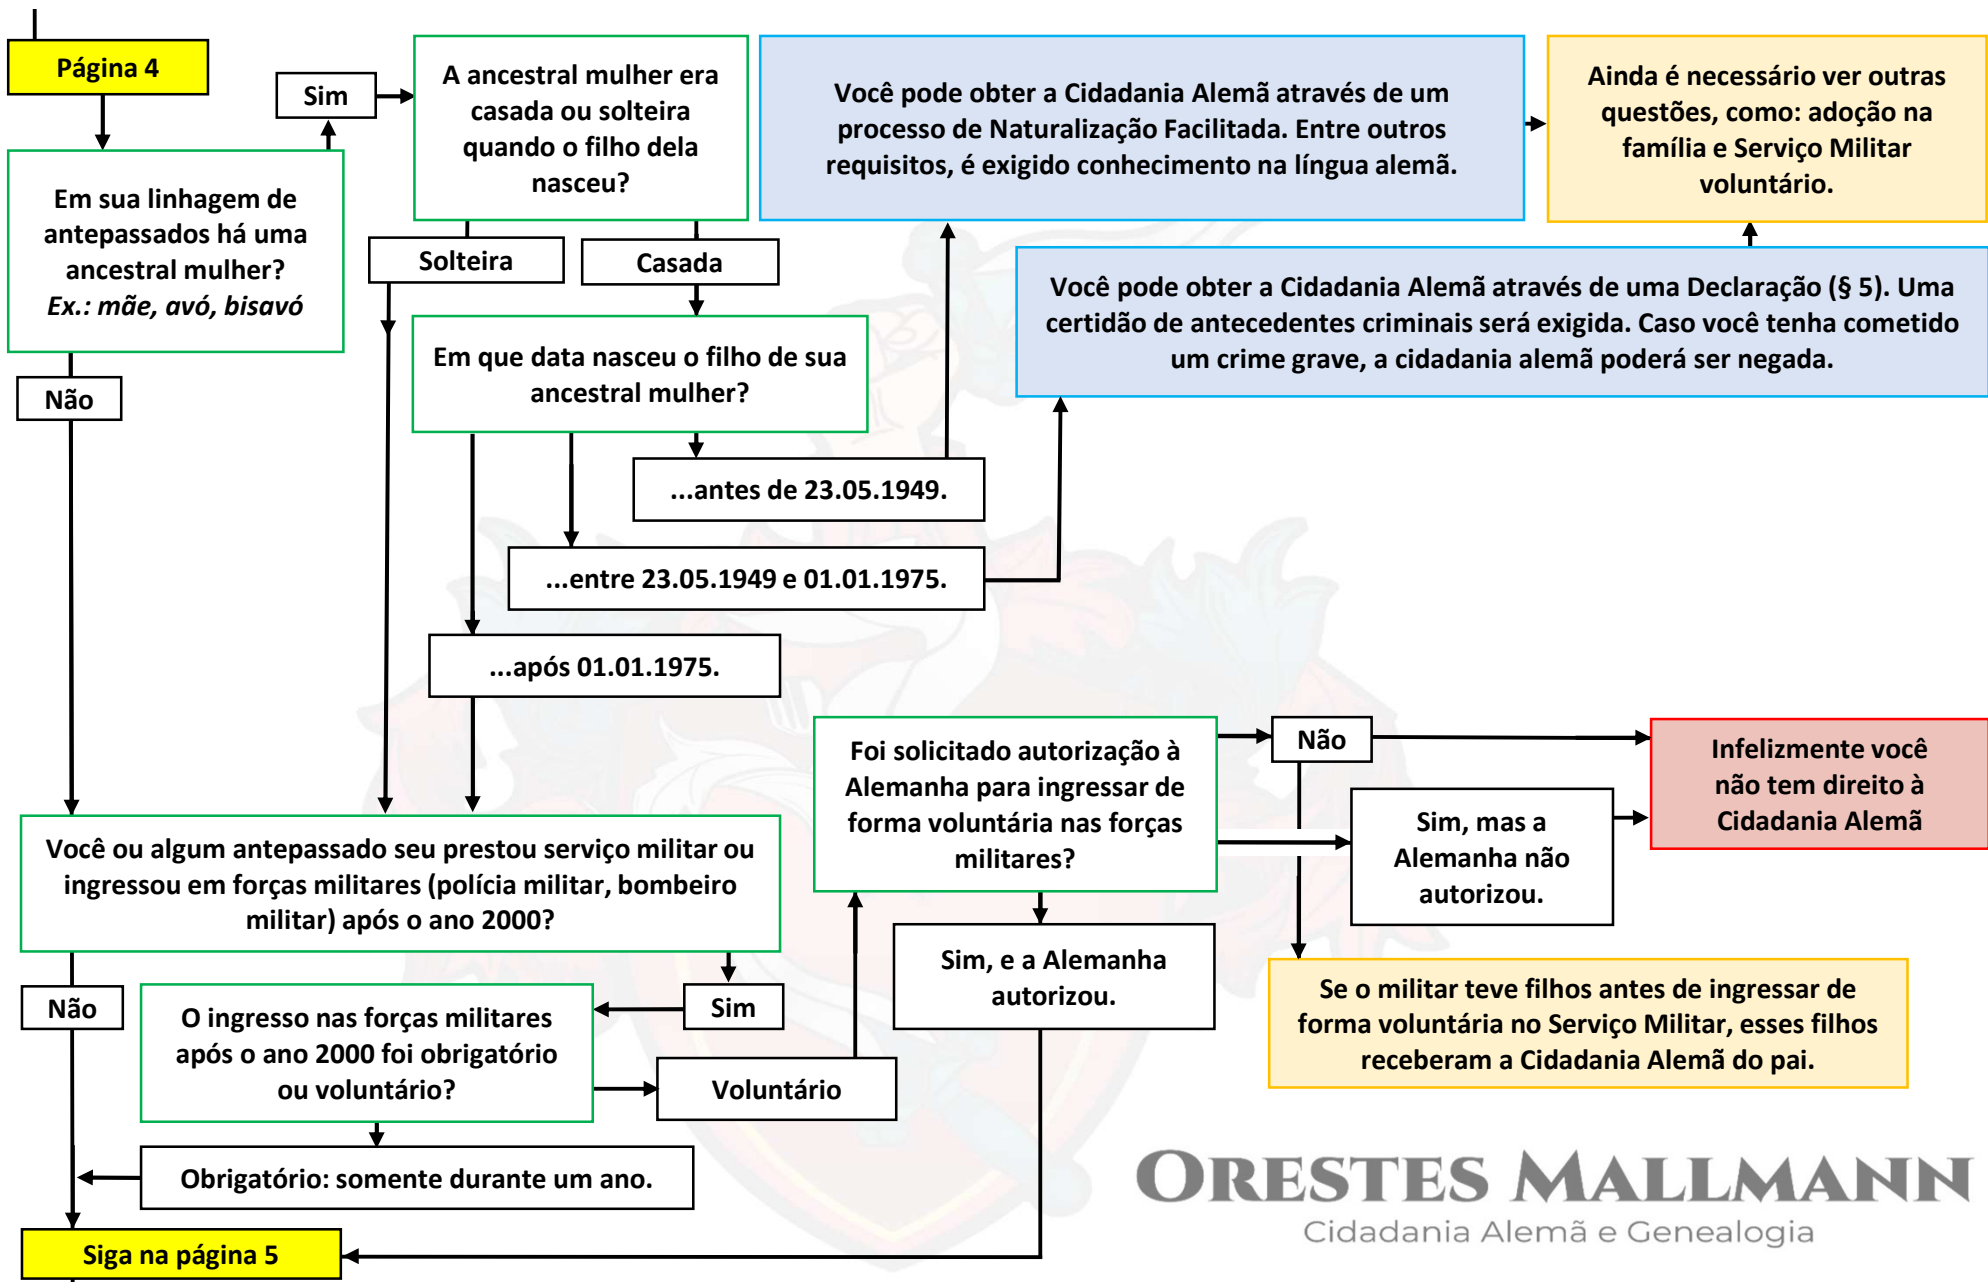 Página 4
Sim
A ancestral mulher era
casada ou solteira
quando o filho dela
nasceu?
Você pode obter a Cidadania Alemã através de um
processo de Naturalização Facilitada. Entre outros
requisitos, é exigido conhecimento na língua alemã.
Ainda é necessário ver outras
questões, como: adoção na
família e Serviço Militar
voluntário.
Em sua linhagem de
antepassados há uma
ancestral mulher?
Ex.: mãe, avó, bisavó
Solteira
Casada
Você pode obter a Cidadania Alemã através de uma Declaração (§ 5). Uma
certidão de antecedentes criminais será exigida. Caso você tenha cometido
um crime grave, a cidadania alemã poderá ser negada.
Em que data nasceu o filho de sua
ancestral mulher?
Não
...antes de 23.05.1949.
...entre 23.05.1949 e 01.01.1975.
...após 01.01.1975.
Foi solicitado autorização à
Alemanha para ingressar de
forma voluntária nas forças
militares?
Não
Infelizmente você
não tem direito à
Cidadania Alemã
Sim, mas a
Alemanha não
autorizou.
Você ou algum antepassado seu prestou serviço militar ou
ingressou em forças militares (polícia militar, bombeiro
militar) após o ano 2000?
Sim, e a Alemanha
autorizou.
Se o militar teve filhos antes de ingressar de
forma voluntária no Serviço Militar, esses filhos
receberam a Cidadania Alemã do pai.
Não
O ingresso nas forças militares
após o ano 2000 foi obrigatório
ou voluntário?
Sim
Voluntário
Obrigatório: somente durante um ano.
Siga na página 5
ORESTES MALLMANN
Cidadania Alemã e Genealogia